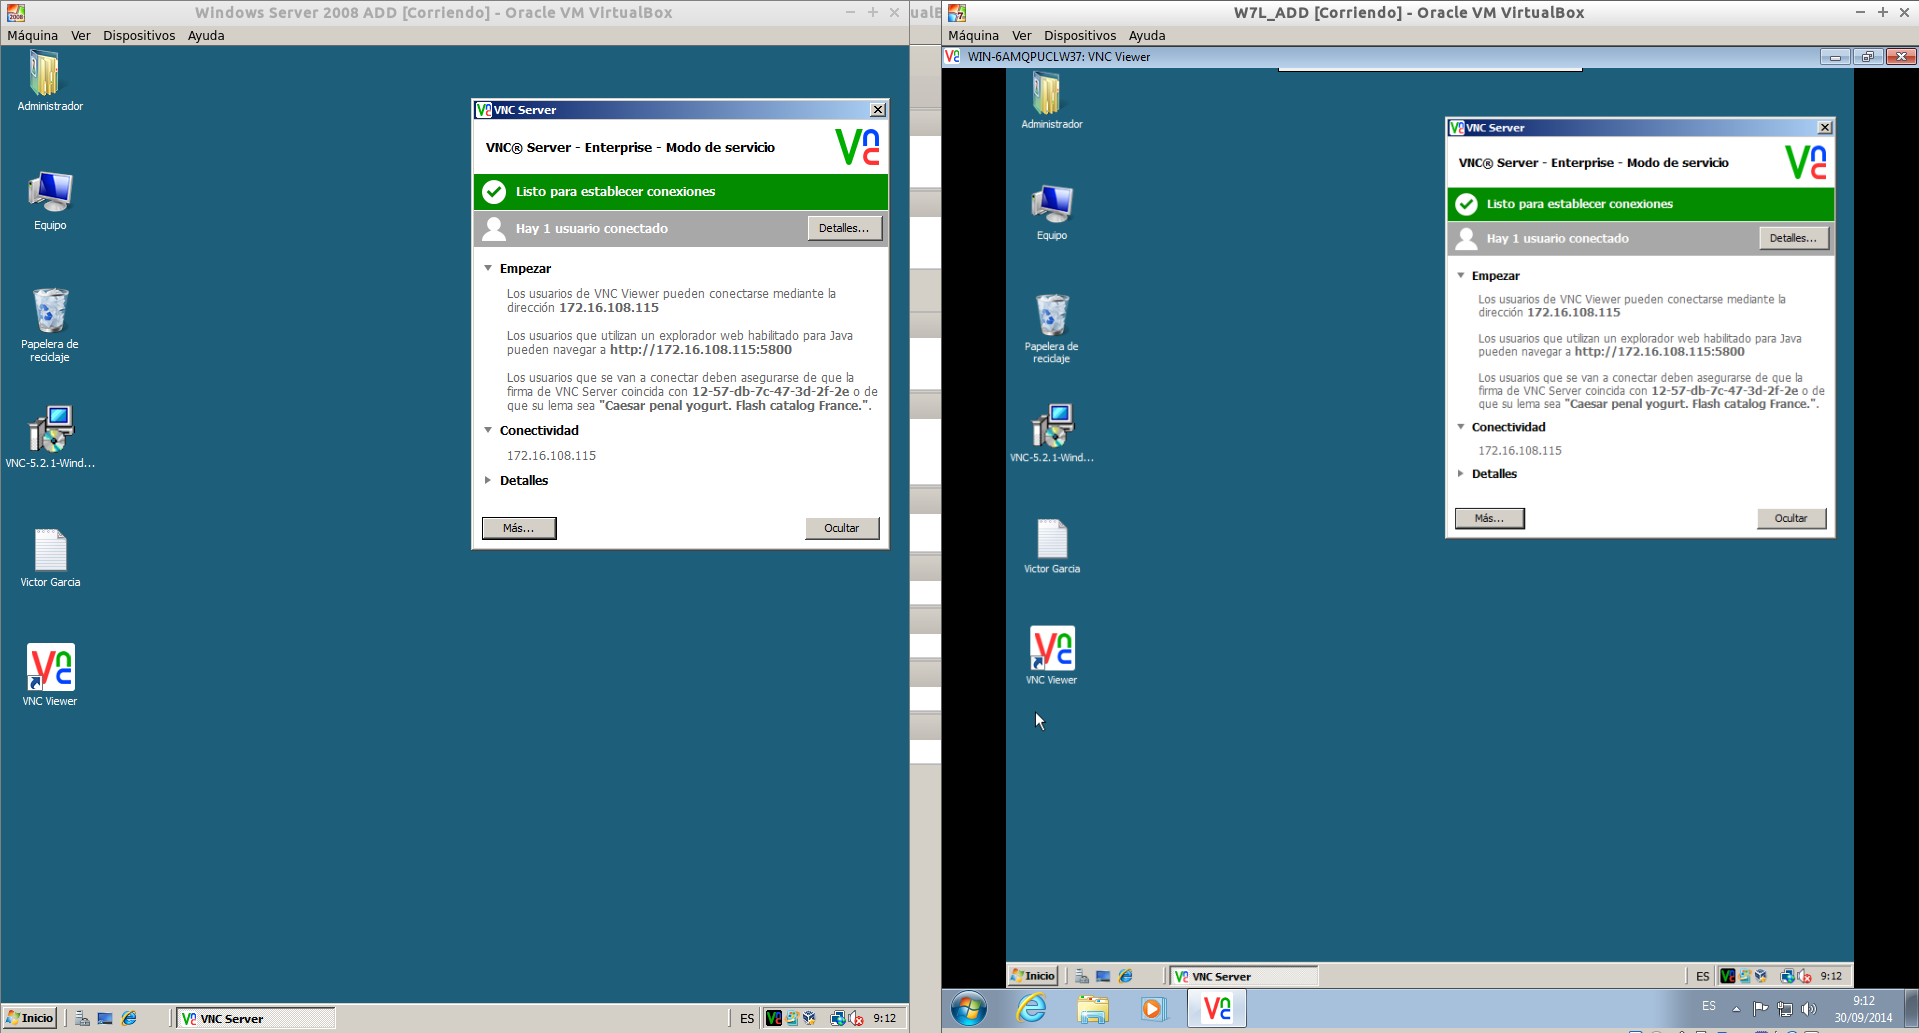 Windows Server 2008 ADD [Corriendo] - Oracle VM VirtualBox
Máquina Ver Dispositivos Ayuda
Administrador
Equipo
Papelera de
reciclaje
VNC-5.2.1-Wind...
Victor Garcia
VNC Viewer
VNC Server
VNC® Server - Enterprise - Modo de servicio
Listo para establecer conexiones
Hay 1 usuario conectado
Detalles...
Empezar
Los usuarios de VNC Viewer pueden conectarse mediante la
dirección 172.16.108.115
Los usuarios que utilizan un explorador web habilitado para Java
pueden navegar a http://172.16.108.115:5800
Los usuarios que se van a conectar deben asegurarse de que la
firma de VNC Server coincida con 12-57-db-7c-47-3d-2f-2e o de
que su lema sea "Caesar penal yogurt. Flash catalog France.".
Conectividad
172.16.108.115
Detalles
Más...
Ocultar
Inicio
VNC Server
ES
9:12
ualB
W7L_ADD [Corriendo] - Oracle VM VirtualBox
Máquina Ver Dispositivos Ayuda
WIN-6AMQPUCLW37: VNC Viewer
Administrador
Equipo
Papelera de
reciclaje
VNC-5.2.1-Wind...
Victor Garcia
VNC Viewer
VNC Server
VNC® Server - Enterprise - Modo de servicio
Listo para establecer conexiones
Hay 1 usuario conectado
Detalles...
Empezar
Los usuarios de VNC Viewer pueden conectarse mediante la
dirección 172.16.108.115
Los usuarios que utilizan un explorador web habilitado para Java
pueden navegar a http://172.16.108.115:5800
Los usuarios que se van a conectar deben asegurarse de que la
firma de VNC Server coincida con 12-57-db-7c-47-3d-2f-2e o de
que su lema sea "Caesar penal yogurt. Flash catalog France.".
Conectividad
172.16.108.115
Detalles
Más...
Ocultar
Inicio
VNC Server
ES
9:12
ES
9:12
30/09/2014